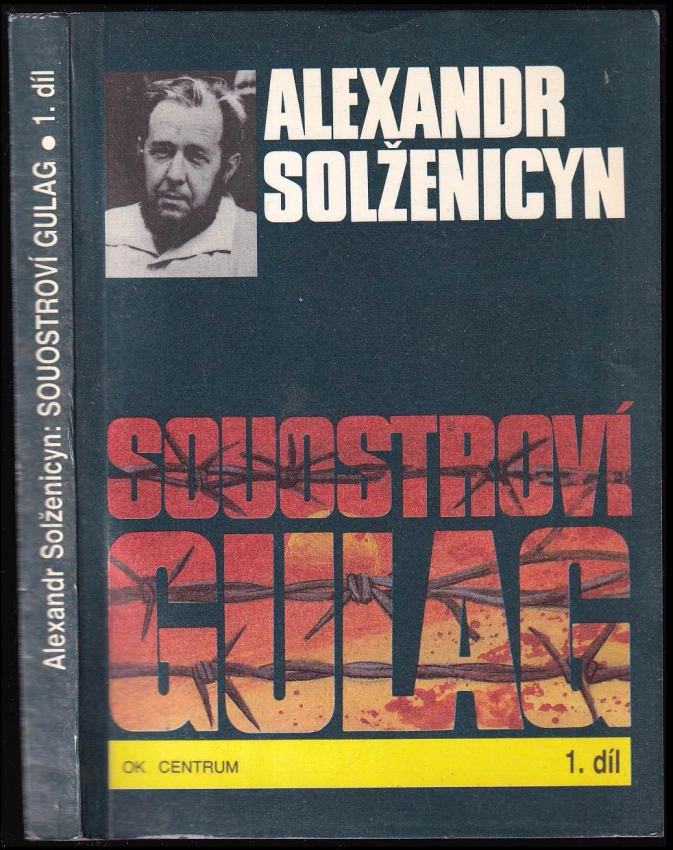 Alexandr Solženicyn: SOUOSTROVÍ GULAG • 1. díl
ALEXANDR
SOLŽENICYN
SOUOSTROVÍ
GULAG
OK CENTRUM
1. díl